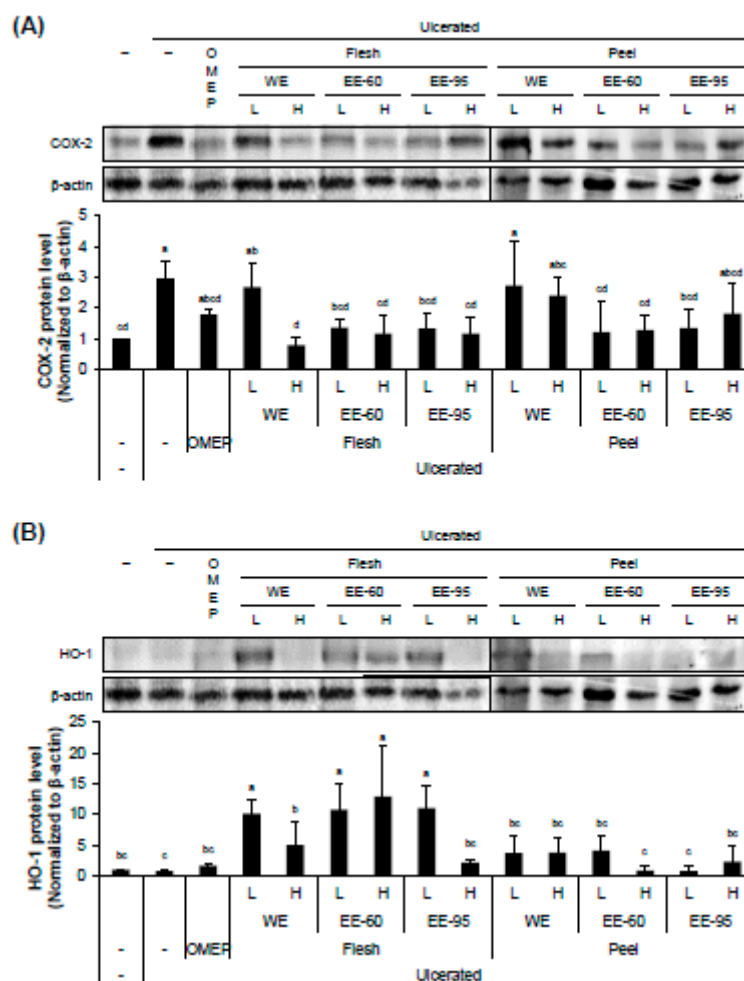 (A)
Ulcerated
– – OMEP Flesh Peel
WE EE-60 EE-95 WE EE-60 EE-95
L H L H L H L H L H L H
COX-2
β-actin
COX-2 protein level
(Normalized to β-actin)
5
4
3
2
1
0
cd a abcd ab d bcd cd bcd cd a abc cd cd bcd abcd
L H L H L H L H L H L H
WE EE-60 EE-95 WE EE-60 EE-95
- - OMEP Flesh Peel
- Ulcerated
(B)
Ulcerated
– – OMEP Flesh Peel
WE EE-60 EE-95 WE EE-60 EE-95
L H L H L H L H L H L H
HO-1
β-actin
HO-1 protein level
(Normalized to β-actin)
25
20
15
10
5
0
bc c bc a b a a a bc bc bc bc c c bc
L H L H L H L H L H L H
WE EE-60 EE-95 WE EE-60 EE-95
- - OMEP Flesh Peel
- Ulcerated